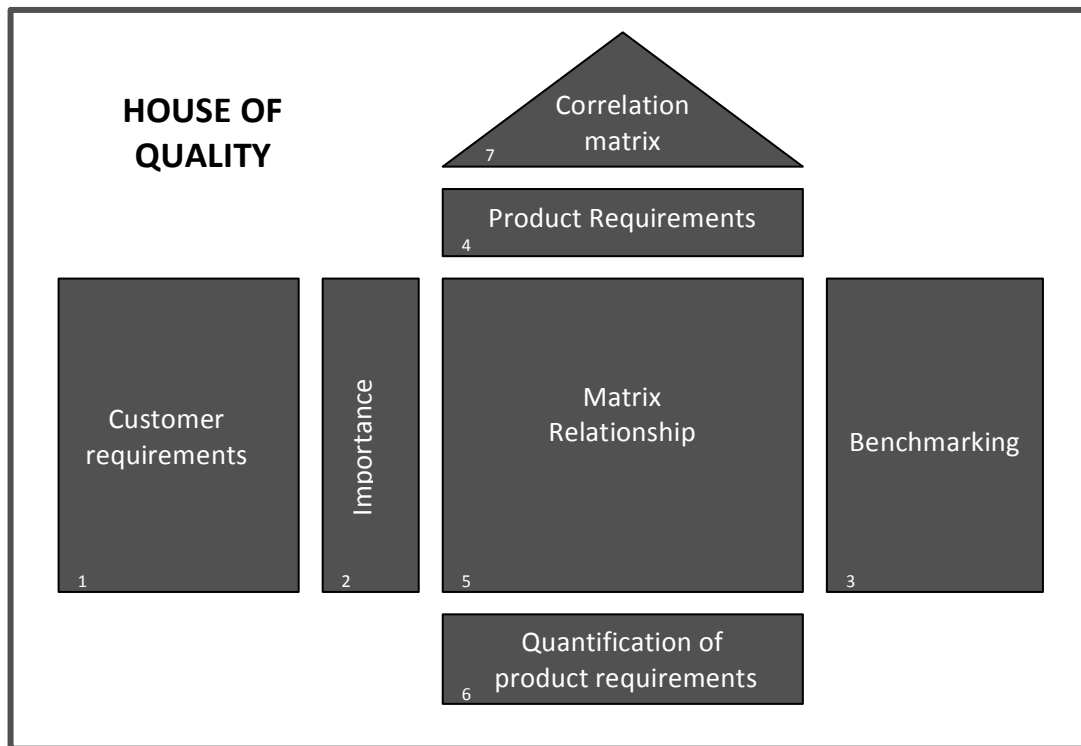 HOUSE OF
QUALITY
Correlation
matrix
7
Product Requirements
4
Customer
requirements
1
Importance
2
Matrix
Relationship
5
Benchmarking
3
Quantification of
product requirements
6